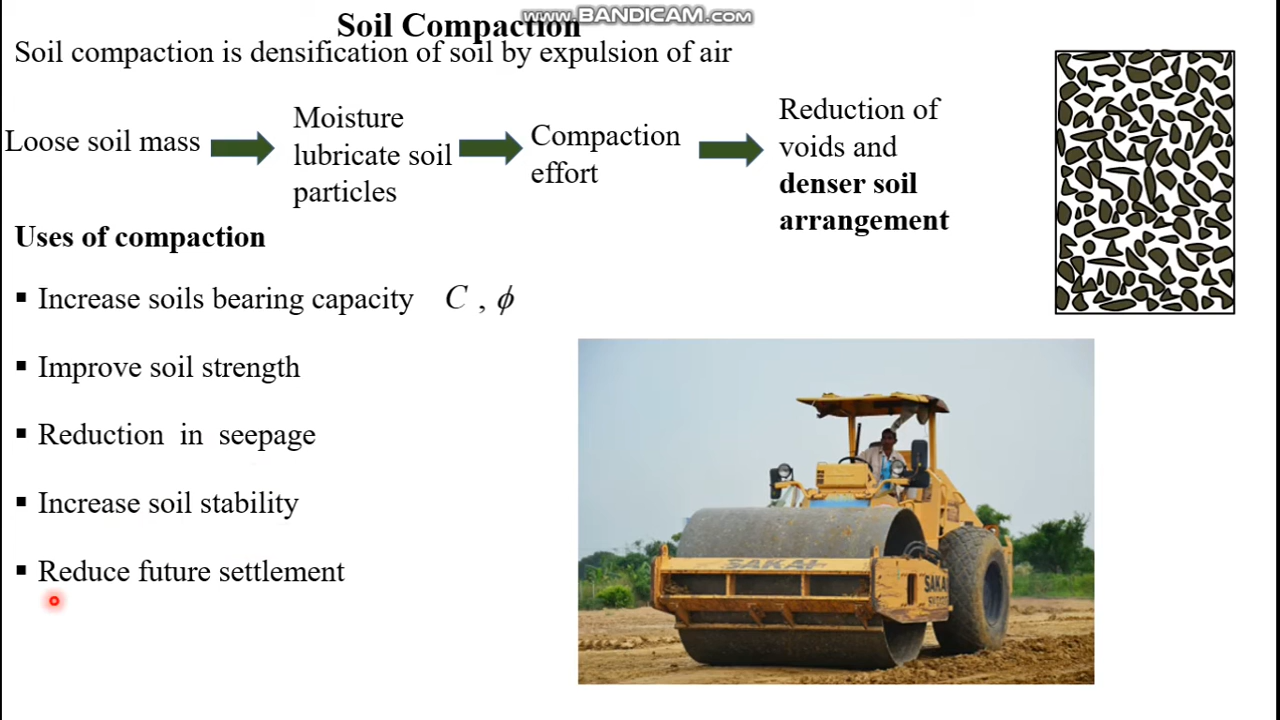 www.BANDICAM.com
Soil Compaction
Soil compaction is densification of soil by expulsion of air
Loose soil mass
Moisture
lubricate soil
particles
Compaction
effort
Reduction of
voids and
denser soil
arrangement
Uses of compaction
▪ Increase soils bearing capacity C , ϕ
▪ Improve soil strength
▪ Reduction in seepage
▪ Increase soil stability
▪ Reduce future settlement
SAKAI
SAKAI